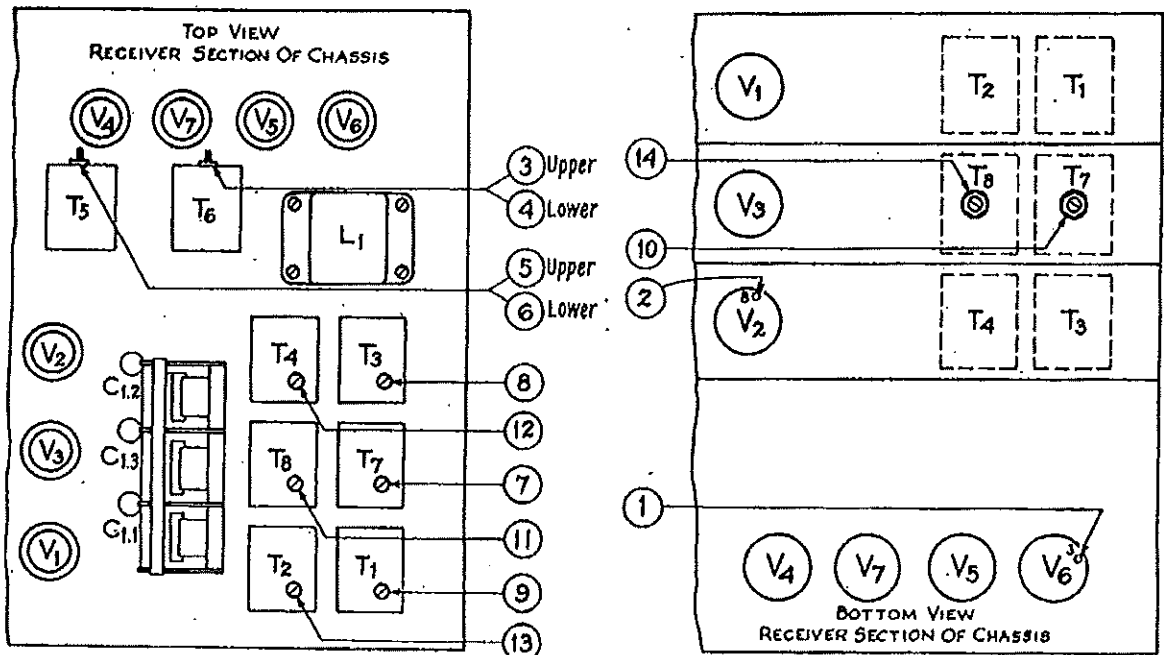 TOP VIEW
RECEIVER SECTION OF CHASSIS
V4 V7 V5 V6
T5 T6 L1
3 Upper
4 Lower
5 Upper
6 Lower
V2
V3
V1
C1.2
C1.3
C1.1
T4 T3
T8 T7
T2 T1
8
12
7
11
9
13
V1 T2 T1
14
V3 T8 T7
10
2
8
V2 T4 T3
1
3
V4 V7 V5 V6
BOTTOM VIEW
RECEIVER SECTION OF CHASSIS